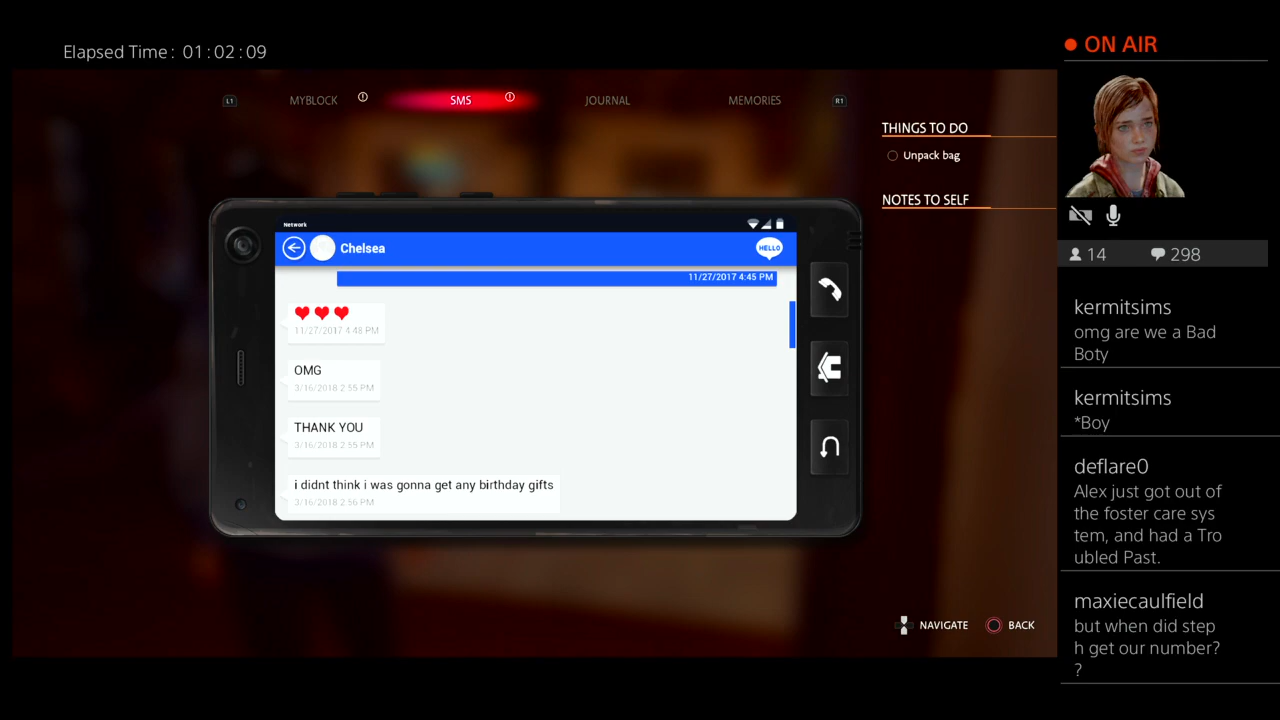 Elapsed Time: 01:02:09
ON AIR
L1
MYBLOCK
SMS
JOURNAL
MEMORIES
R1
THINGS TO DO
Unpack bag
NOTES TO SELF
Network
Chelsea
HELLO
11/27/2017 4:45 PM
11/27/2017 4:48 PM
OMG
3/16/2018 2:55 PM
THANK YOU
3/16/2018 2:55 PM
i didnt think i was gonna get any birthday gifts
3/16/2018 2:56 PM
NAVIGATE
BACK
14
298
kermitsims
omg are we a Bad
Boty
kermitsims
*Boy
deflare0
Alex just got out of
the foster care sys
tem, and had a Tro
ubled Past.
maxiecaulfield
but when did step
h get our number?
?